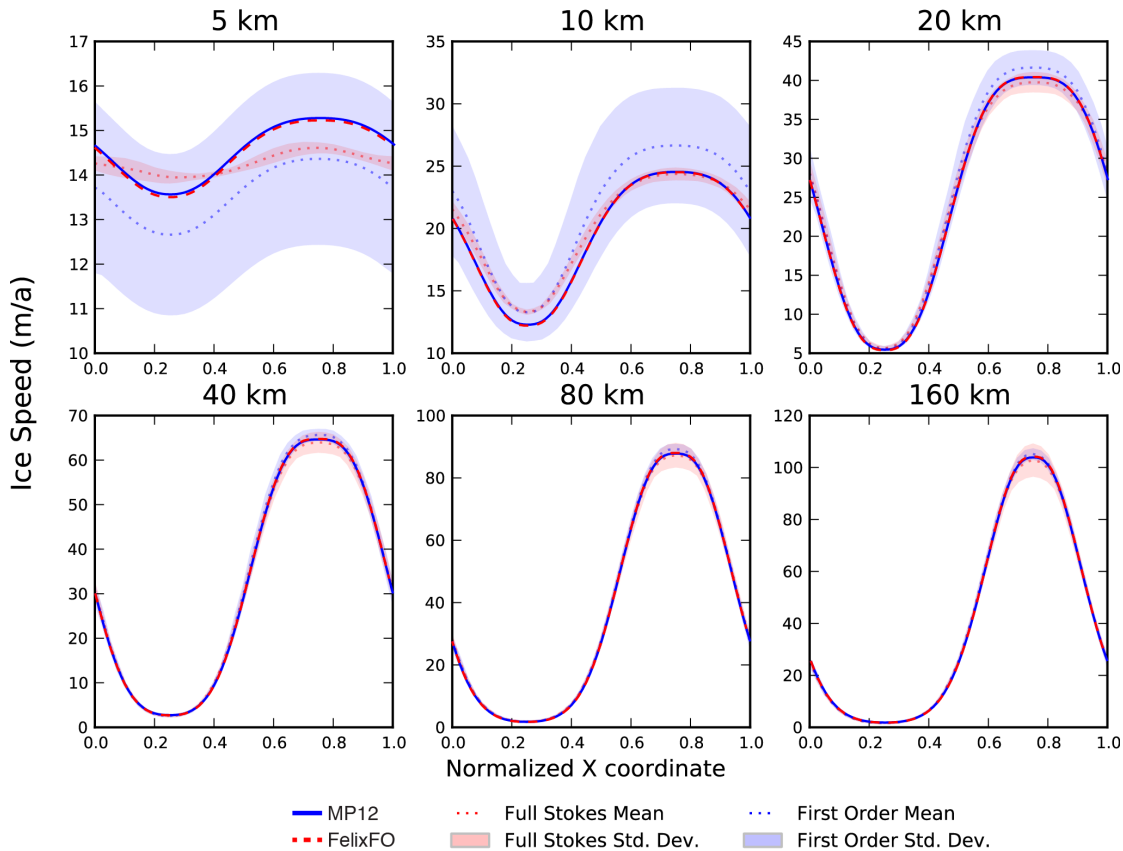 5 km
10 km
20 km
17
16
15
14
13
12
11
10
0.0 0.2 0.4 0.6 0.8 1.0
35
30
25
20
15
10
0.0 0.2 0.4 0.6 0.8 1.0
45
40
35
30
25
20
15
10
5
0.0 0.2 0.4 0.6 0.8 1.0
Ice Speed (m/a)
40 km
80 km
160 km
70
60
50
40
30
20
10
0
0.0 0.2 0.4 0.6 0.8 1.0
100
80
60
40
20
0
0.0 0.2 0.4 0.6 0.8 1.0
120
100
80
60
40
20
0
0.0 0.2 0.4 0.6 0.8 1.0
Normalized X coordinate
MP12
Full Stokes Mean
First Order Mean
FelixFO
Full Stokes Std. Dev.
First Order Std. Dev.